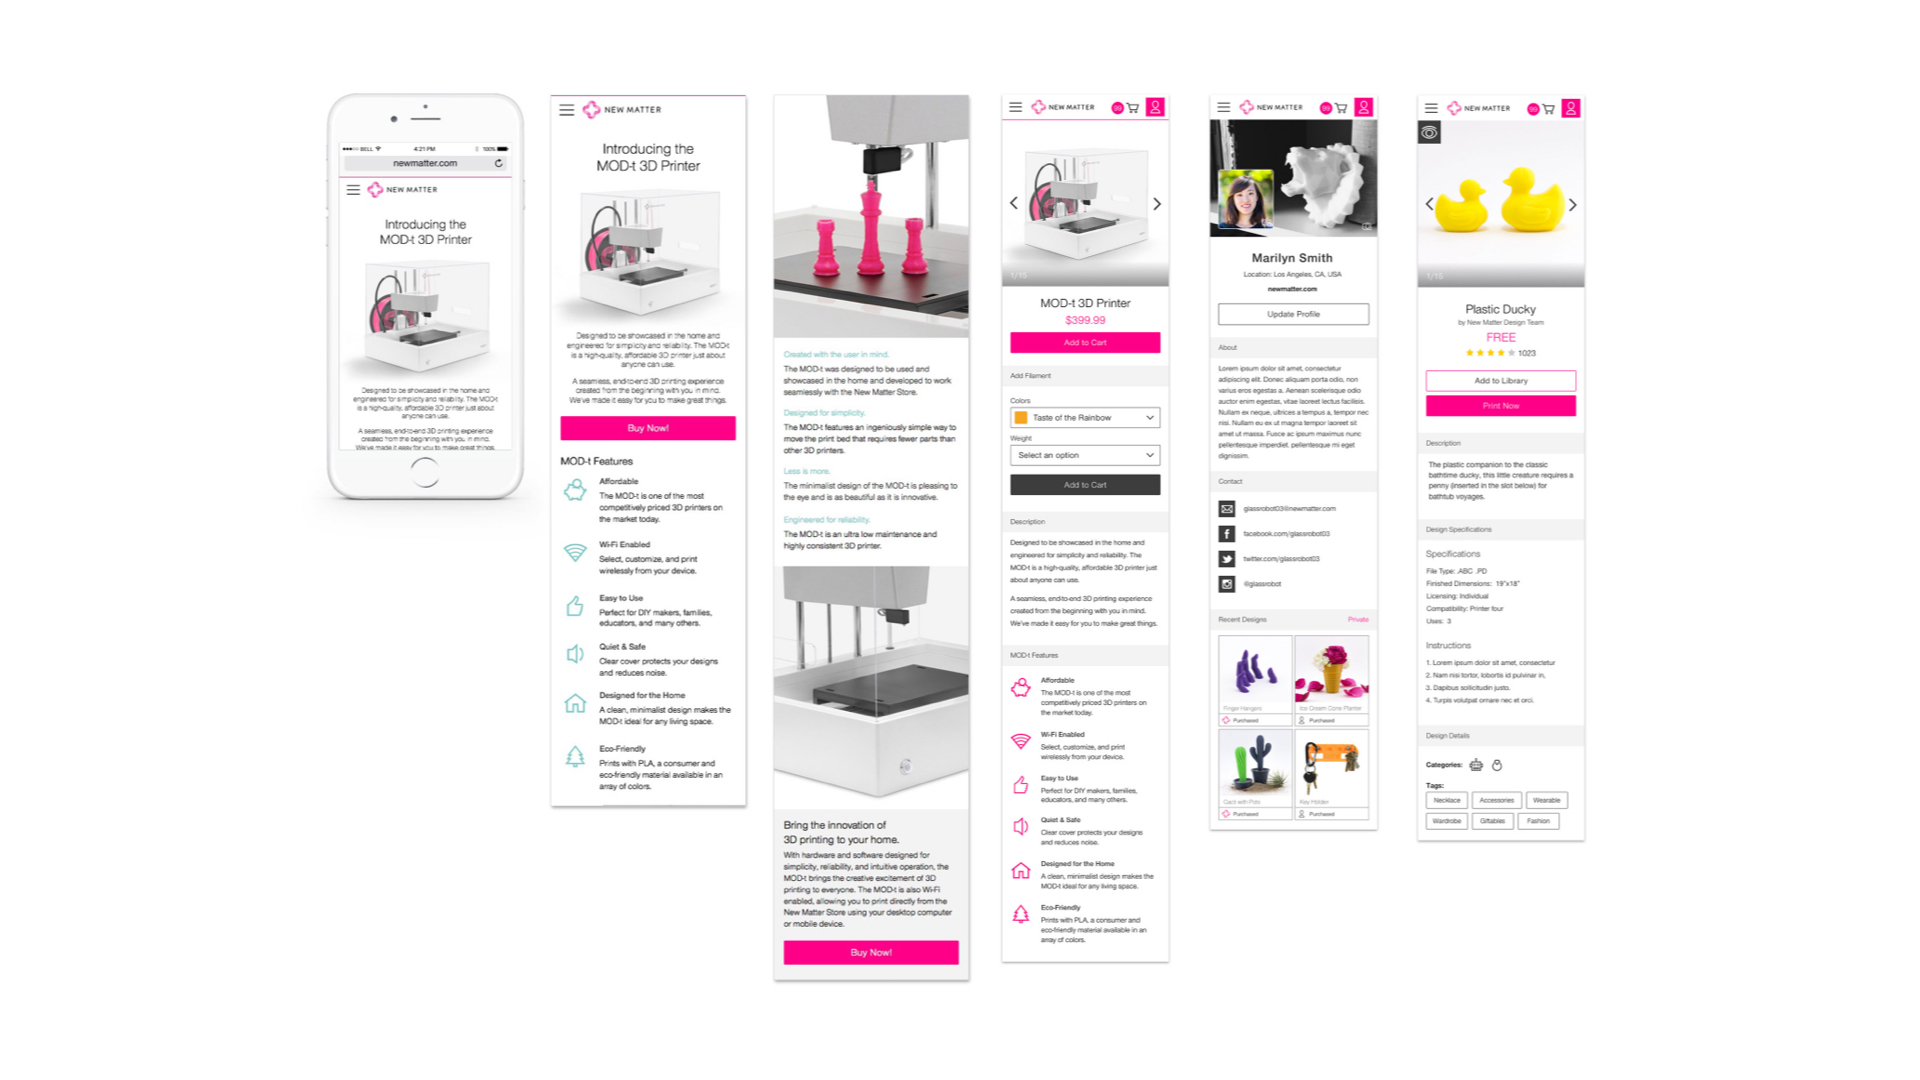 BELL
4:21 PM
100%
newmatter.com
NEW MATTER
Introducing the
MOD-t 3D Printer
Designed to be showcased in the home and
engineered for simplicity and reliability. The MOD-t
is a high-quality, affordable 3D printer just about
anyone can use.
A seamless, end-to-end 3D printing experience
created from the beginning with you in mind.
We've made it easy for you to make great things.
NEW MATTER
Introducing the
MOD-t 3D Printer
Designed to be showcased in the home and
engineered for simplicity and reliability. The MOD-t
is a high-quality, affordable 3D printer just about
anyone can use.
A seamless, end-to-end 3D printing experience
created from the beginning with you in mind.
We've made it easy for you to make great things.
Buy Now!
MOD-t Features
Affordable
The MOD-t is one of the most
competitively priced 3D printers on
the market today.
Wi-Fi Enabled
Select, customize, and print
wirelessly from your device.
Easy to Use
Perfect for DIY makers, families,
educators, and many others.
Quiet & Safe
Clear cover protects your designs
and reduces noise.
Designed for the Home
A clean, minimalist design makes the
MOD-t ideal for any living space.
Eco-Friendly
Prints with PLA, a consumer and
eco-friendly material available in an
array of colors.
Created with the user in mind.
The MOD-t was designed to be used and
showcased in the home and developed to work
seamlessly with the New Matter Store.
Designed for simplicity.
The MOD-t features an ingeniously simple way to
move the print bed that requires fewer parts than
other 3D printers.
Less is more.
The minimalist design of the MOD-t is pleasing to
the eye and is as beautiful as it is innovative.
Engineered for reliability.
The MOD-t is an ultra low maintenance and
highly consistent 3D printer.
Bring the innovation of
3D printing to your home.
With hardware and software designed for
simplicity, reliability, and intuitive operation, the
MOD-t brings the creative excitement of 3D
printing to everyone. The MOD-t is also Wi-Fi
enabled, allowing you to print directly from the
New Matter Store using your desktop computer
or mobile device.
Buy Now!
NEW MATTER
99
1/15
MOD-t 3D Printer
$399.99
Add to Cart
Add Filament
Colors
Taste of the Rainbow
Weight
Select an option
Add to Cart
Description
Designed to be showcased in the home and
engineered for simplicity and reliability. The
MOD-t is a high-quality, affordable 3D printer just
about anyone can use.
A seamless, end-to-end 3D printing experience
created from the beginning with you in mind.
We've made it easy for you to make great things.
MOD-t Features
Affordable
The MOD-t is one of the most
competitively priced 3D printers on
the market today.
Wi-Fi Enabled
Select, customize, and print
wirelessly from your device.
Easy to Use
Perfect for DIY makers, families,
educators, and many others.
Quiet & Safe
Clear cover protects your designs
and reduces noise.
Designed for the Home
A clean, minimalist design makes the
MOD-t ideal for any living space.
Eco-Friendly
Prints with PLA, a consumer and
eco-friendly material available in an
array of colors.
NEW MATTER
99
Marilyn Smith
Location: Los Angeles, CA, USA
newmatter.com
Update Profile
About
Lorem ipsum dolor sit amet, consectetur
adipiscing elit. Donec aliquam porta odio, non
varius eros egestas a. Aenean scelerisque odio
auctor enim egestas, vitae laoreet lectus facilisis.
Nullam ex neque, ultrices a tempus a, tempor nec
nisi. Nullam eu ex ut magna tempor laoreet sit
amet ut massa. Fusce ac ipsum maximus nunc
pellentesque imperdiet. pellentesque mi eget
dignissim.
Contact
glassrobot03@newmatter.com
facebook.com/glassrobot03
twitter.com/glassrobot03
@glassrobot
Recent Designs
Private
Finger Hangers
Purchased
Ice Cream Cone Planter
Purchased
Cacti with Pots
Purchased
Key Holder
Purchased
NEW MATTER
99
1/15
Plastic Ducky
by New Matter Design Team
FREE
1023
Add to Library
Print Now
Description
The plastic companion to the classic
bathtime ducky, this little creature requires a
penny (inserted in the slot below) for
bathtub voyages.
Design Specifications
Specifications
File Type: .ABC .PD
Finished Dimensions: 19"x18"
Licensing: Individual
Compatibility: Printer four
Uses: 3
Instructions
1. Lorem ipsum dolor sit amet, consectetur
2. Nam nisi tortor, lobortis id pulvinar in,
3. Dapibus sollicitudin justo.
4. Turpis volutpat ornare nec et orci.
Design Details
Categories:
Tags:
Necklace
Accessories
Wearable
Wardrobe
Giftables
Fashion